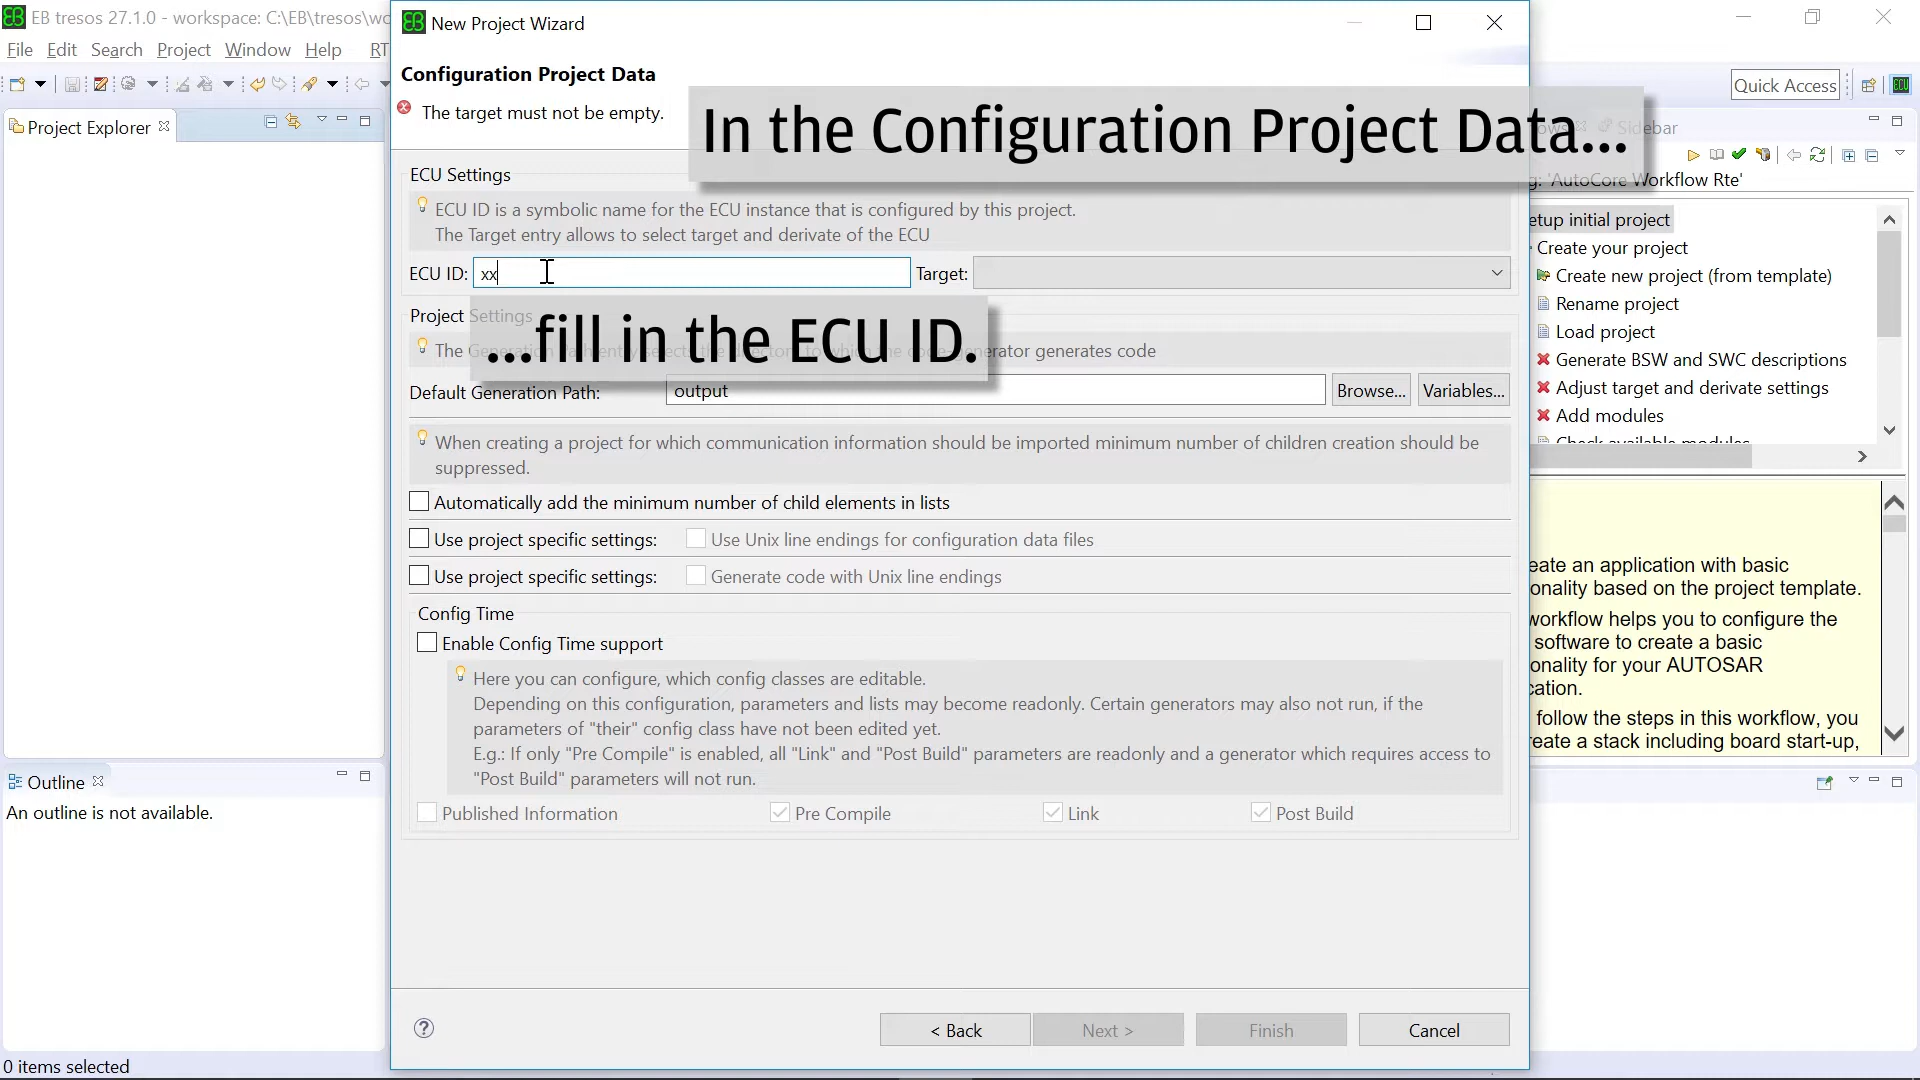 EB tresos 27.1.0 - workspace: C:\EB\tresos\wo
New Project Wizard
File Edit Search Project Window Help RT
Configuration Project Data
The target must not be empty.
In the Configuration Project Data...
Quick Access
Project Explorer
Sidebar
ECU Settings
'AutoCore Workflow Rte'
ECU ID is a symbolic name for the ECU instance that is configured by this project.
The Target entry allows to select target and derivate of the ECU
etup initial project
Create your project
ECU ID: xx
Target:
Create new project (from template)
Rename project
Project Settings
...fill in the ECU ID.
Load project
The Generation Path entry selects the directory to which the code-generator generates code
Generate BSW and SWC descriptions
Default Generation Path: output Browse... Variables...
Adjust target and derivate settings
Add modules
Check available modules
When creating a project for which communication information should be imported minimum number of children creation should be
suppressed.
Automatically add the minimum number of child elements in lists
Use project specific settings: Use Unix line endings for configuration data files
Use project specific settings: Generate code with Unix line endings
eate an application with basic
onality based on the project template.
workflow helps you to configure the
software to create a basic
onality for your AUTOSAR
cation.
follow the steps in this workflow, you
reate a stack including board start-up,
Config Time
Enable Config Time support
Here you can configure, which config classes are editable.
Depending on this configuration, parameters and lists may become readonly. Certain generators may also not run, if the
parameters of "their" config class have not been edited yet.
E.g.: If only "Pre Compile" is enabled, all "Link" and "Post Build" parameters are readonly and a generator which requires access to
"Post Build" parameters will not run.
Published Information Pre Compile Link Post Build
Outline
An outline is not available.
< Back Next > Finish Cancel
0 items selected